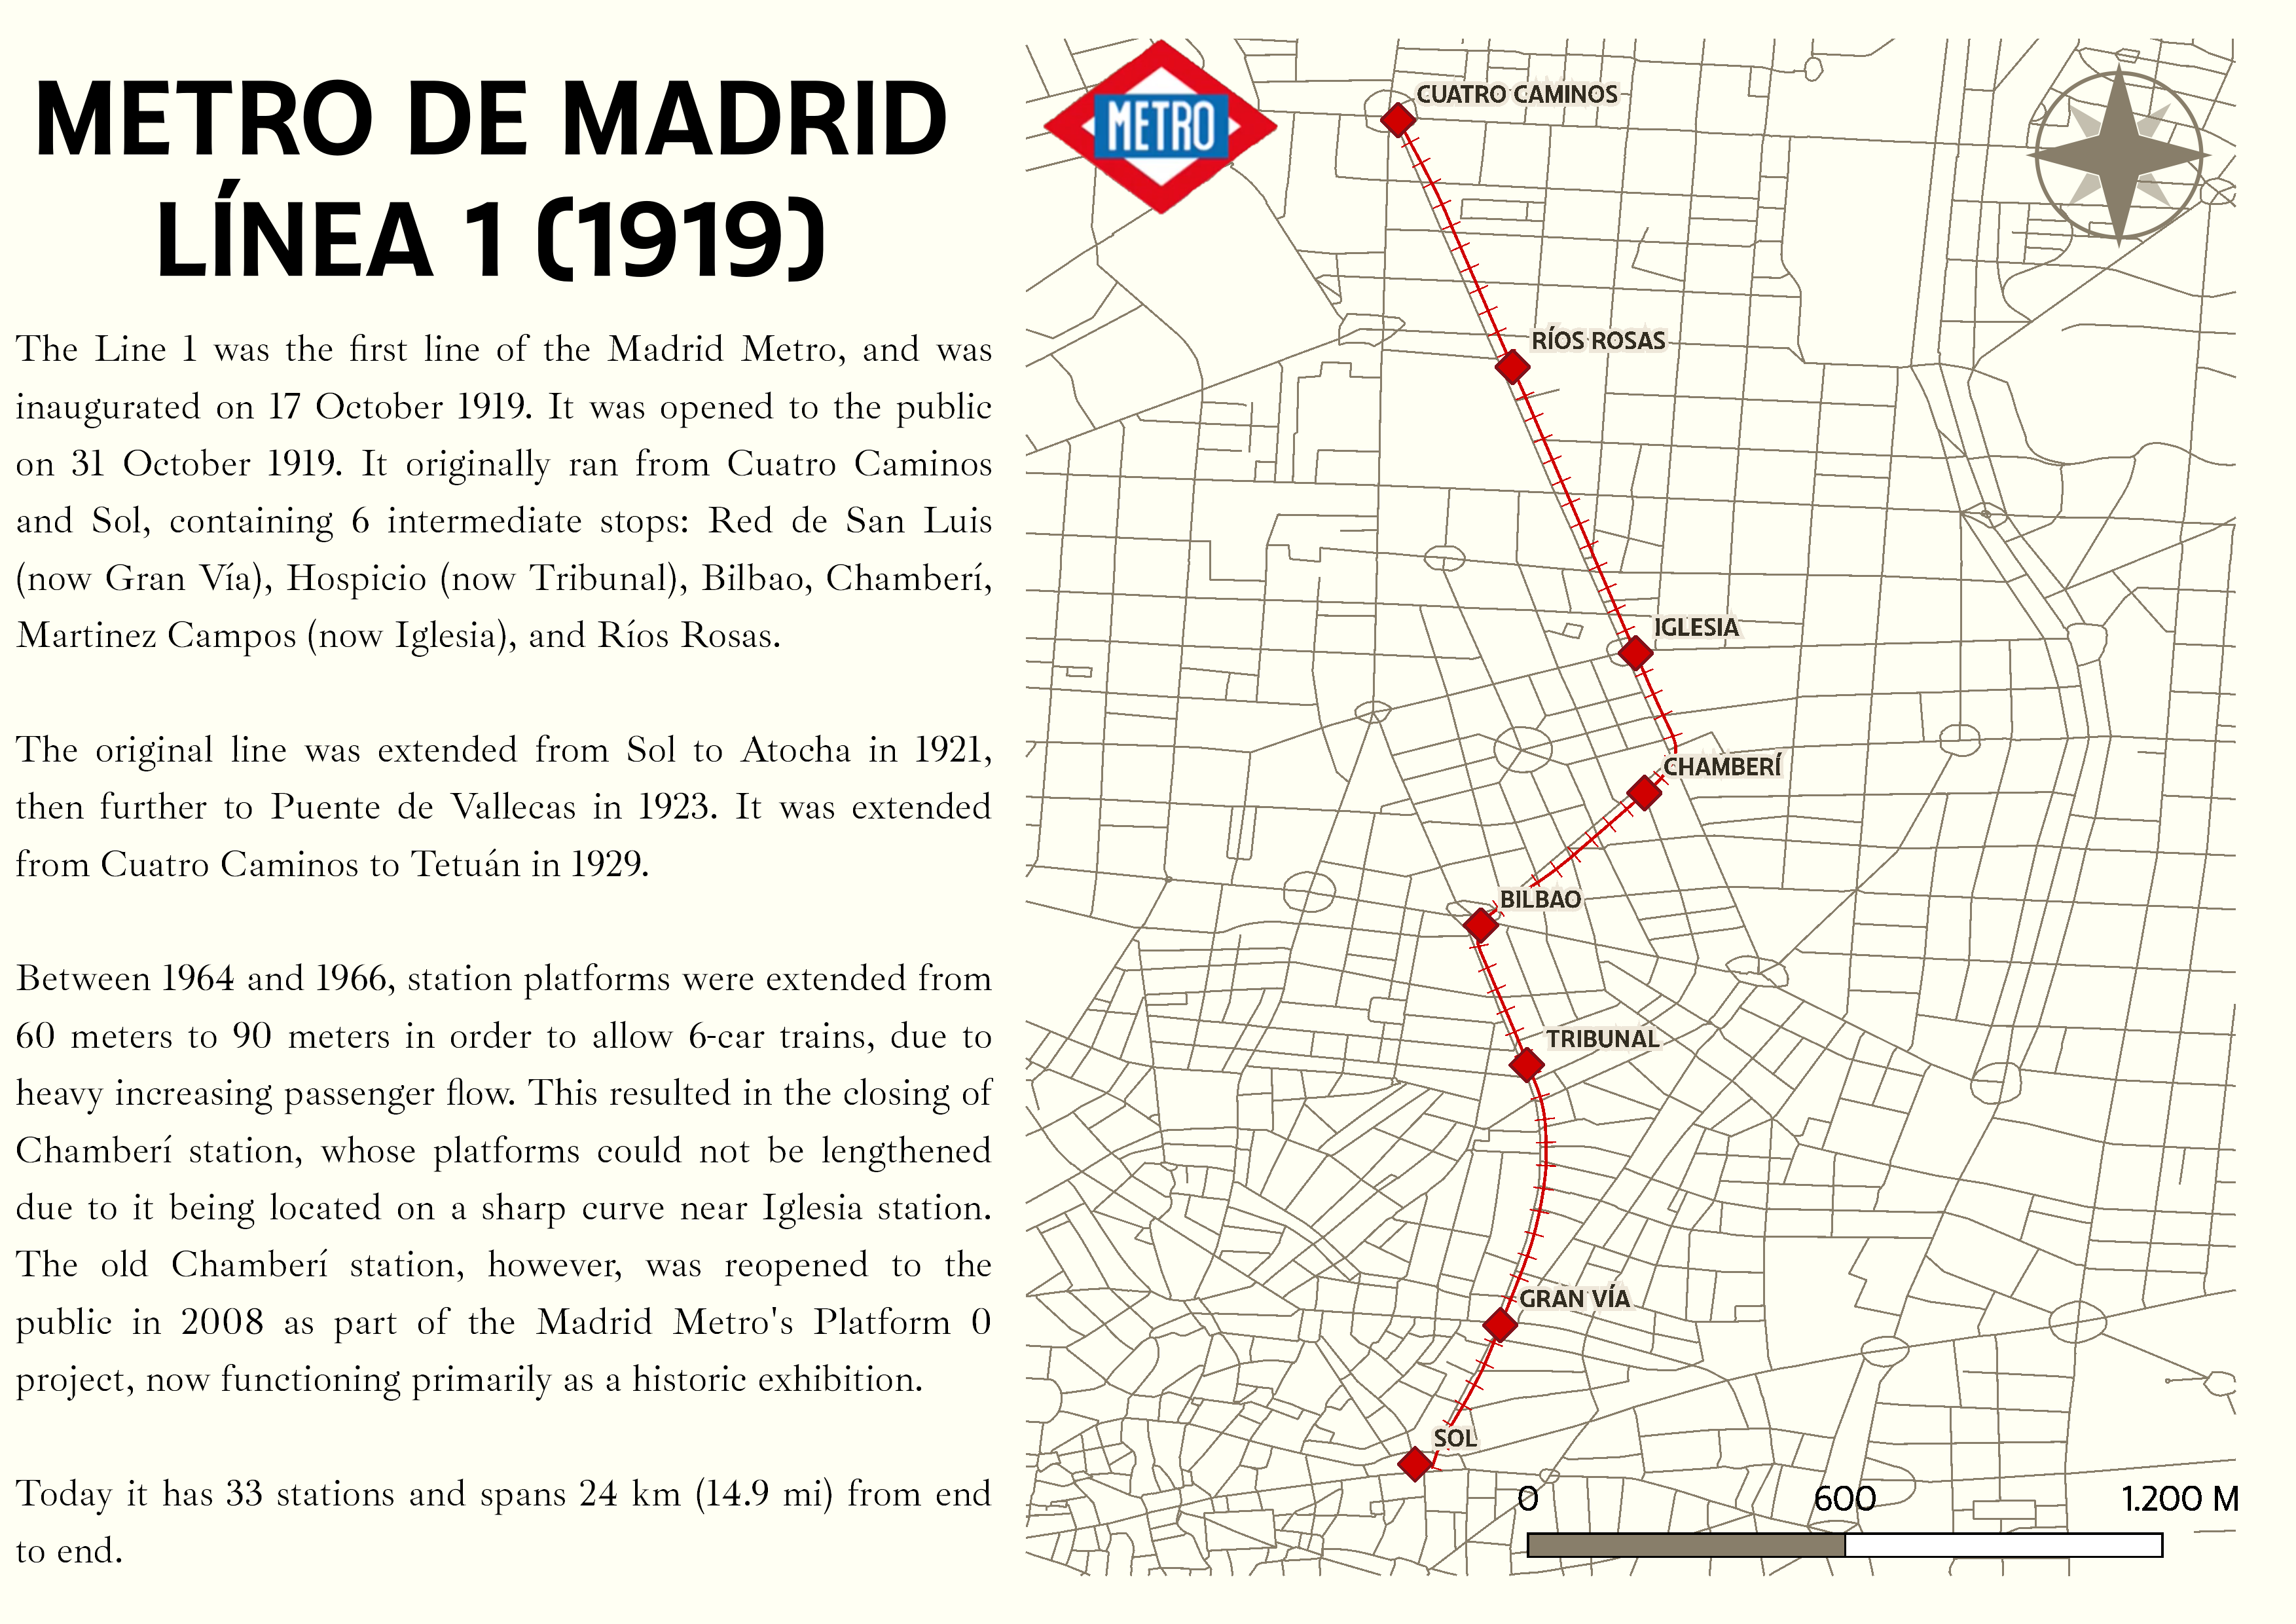 METRO DE MADRID
LÍNEA 1 (1919)
The Line 1 was the first line of the Madrid Metro, and was
inaugurated on 17 October 1919. It was opened to the public
on 31 October 1919. It originally ran from Cuatro Caminos
and Sol, containing 6 intermediate stops: Red de San Luis
(now Gran Vía), Hospicio (now Tribunal), Bilbao, Chamberí,
Martinez Campos (now Iglesia), and Ríos Rosas.
The original line was extended from Sol to Atocha in 1921,
then further to Puente de Vallecas in 1923. It was extended
from Cuatro Caminos to Tetuán in 1929.
Between 1964 and 1966, station platforms were extended from
60 meters to 90 meters in order to allow 6-car trains, due to
heavy increasing passenger flow. This resulted in the closing of
Chamberí station, whose platforms could not be lengthened
due to it being located on a sharp curve near Iglesia station.
The old Chamberí station, however, was reopened to the
public in 2008 as part of the Madrid Metro's Platform 0
project, now functioning primarily as a historic exhibition.
Today it has 33 stations and spans 24 km (14.9 mi) from end
to end.
METRO
CUATRO CAMINOS
RÍOS ROSAS
IGLESIA
CHAMBERÍ
BILBAO
TRIBUNAL
GRAN VÍA
SOL
0 600 1.200 M